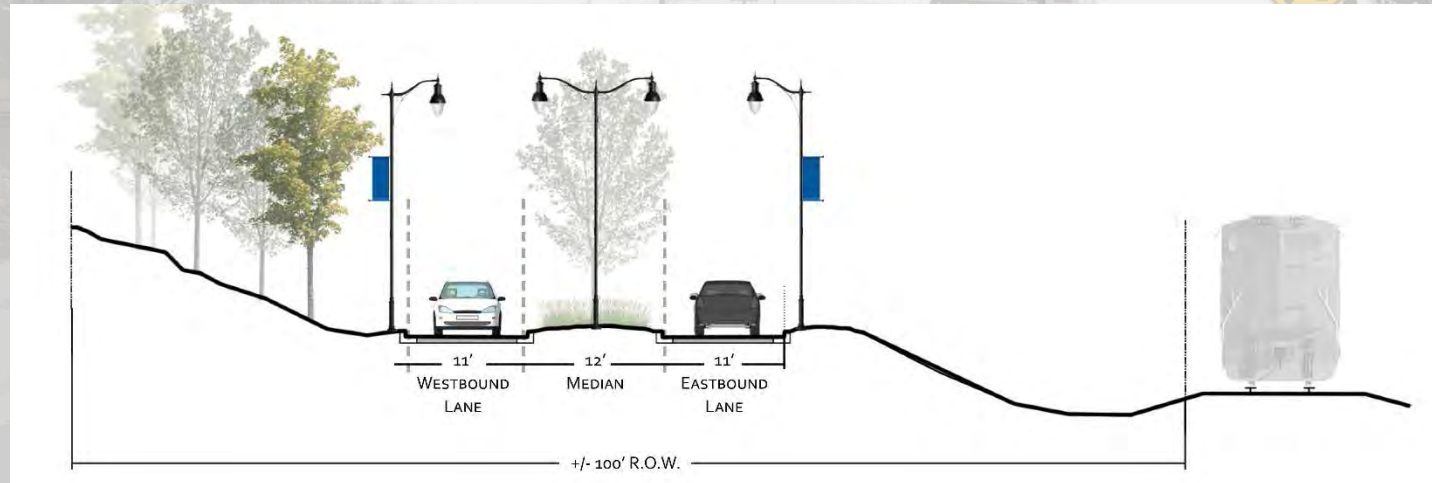 11' 12' 11'
WESTBOUND LANE
MEDIAN
EASTBOUND LANE
+/- 100' R.O.W.